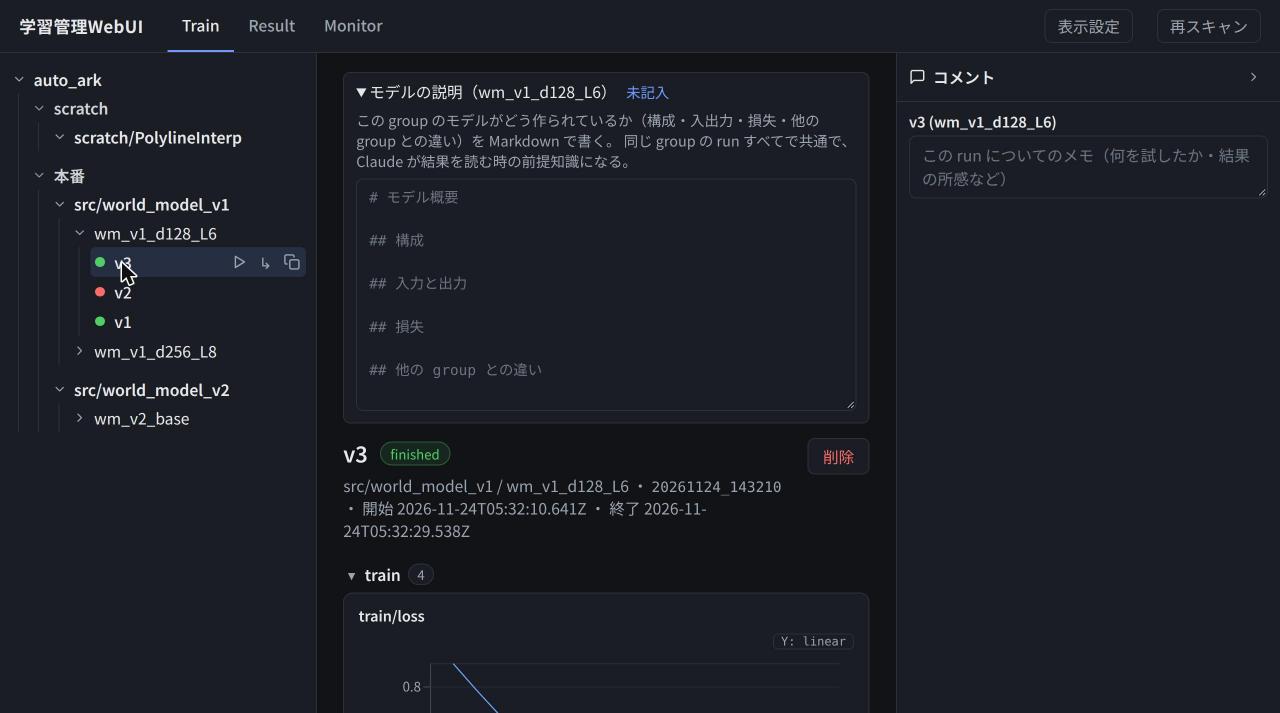 学習管理WebUI
Train
Result
Monitor
表示設定
再スキャン
auto_ark
scratch
scratch/PolylineInterp
本番
src/world_model_v1
wm_v1_d128_L6
v3
v2
v1
wm_v1_d256_L8
src/world_model_v2
wm_v2_base
▼モデルの説明（wm_v1_d128_L6） 未記入
この group のモデルがどう作られているか（構成・入出力・損失・他の
group との違い）を Markdown で書く。 同じ group の run すべてで共通で、
Claude が結果を読む時の前提知識になる。
# モデル概要
## 構成
## 入力と出力
## 損失
## 他の group との違い
v3 finished
削除
src/world_model_v1 / wm_v1_d128_L6 ・ 20261124_143210
・ 開始 2026-11-24T05:32:10.641Z ・ 終了 2026-11-
24T05:32:29.538Z
▼ train 4
train/loss
Y: linear
0.8
コメント
v3 (wm_v1_d128_L6)
この run についてのメモ（何を試したか・結果
の所感など）